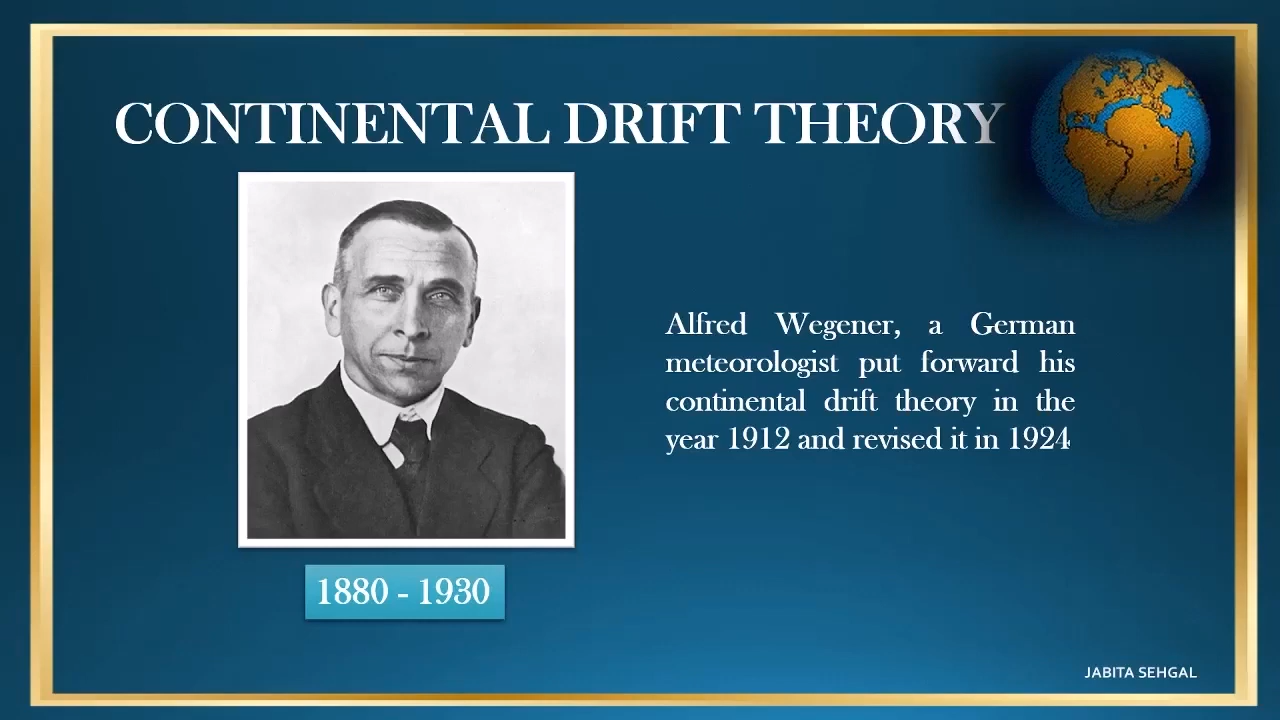 CONTINENTAL DRIFT THEORY
Alfred Wegener, a German
meteorologist put forward his
continental drift theory in the
year 1912 and revised it in 1924
1880 - 1930
JABITA SEHGAL